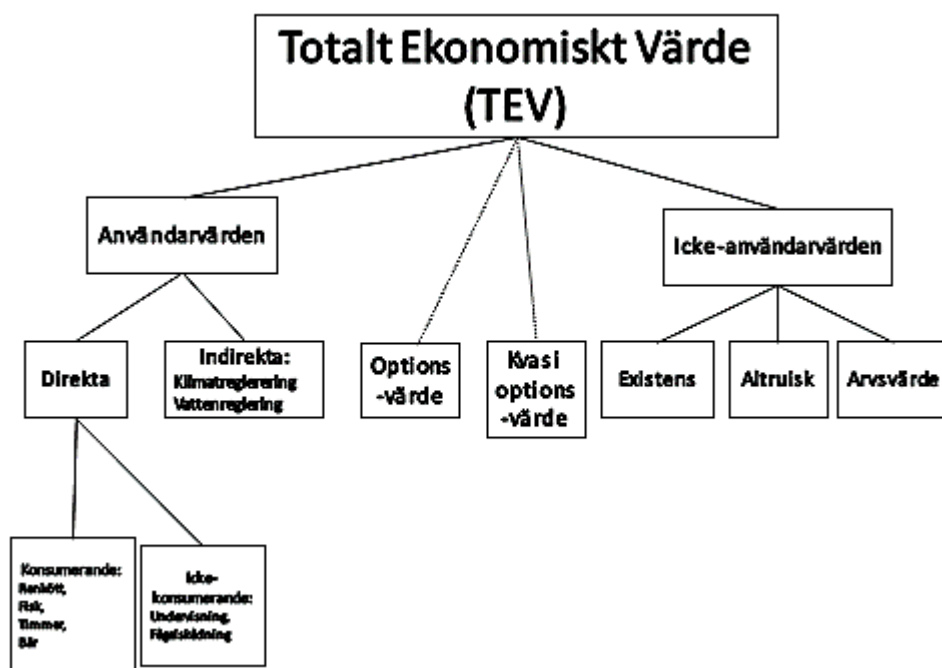 Totalt Ekonomiskt Värde
(TEV)
Användarvärden
Icke-användarvärden
Direkta
Indirekta:
Klimatreglerering
Vattenreglering
Options
-värde
Kvasi
options
-värde
Existens
Altruisk
Arvsvärde
Konsumerande:
Renkött,
Fisk,
Timmer,
Bär
Icke-
konsumerande:
Undervisning,
Fågelskådning